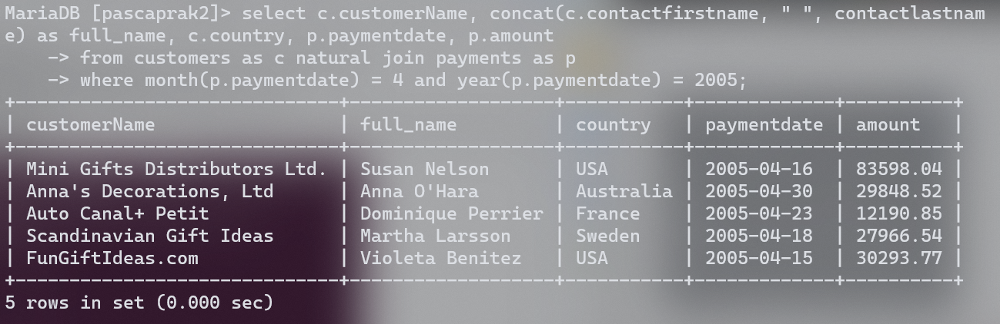 MariaDB [pascaprak2]> select c.customerName, concat(c.contactfirstname, " ", contactlastnam
e) as full_name, c.country, p.paymentdate, p.amount
    -> from customers as c natural join payments as p
    -> where month(p.paymentdate) = 4 and year(p.paymentdate) = 2005;
+------------------------------+-------------------+-----------+-------------+----------+
| customerName                 | full_name         | country   | paymentdate | amount   |
+------------------------------+-------------------+-----------+-------------+----------+
| Mini Gifts Distributors Ltd. | Susan Nelson      | USA       | 2005-04-16  | 83598.04 |
| Anna's Decorations, Ltd      | Anna O'Hara       | Australia | 2005-04-30  | 29848.52 |
| Auto Canal+ Petit            | Dominique Perrier | France    | 2005-04-23  | 12190.85 |
| Scandinavian Gift Ideas      | Martha Larsson    | Sweden    | 2005-04-18  | 27966.54 |
| FunGiftIdeas.com             | Violeta Benitez   | USA       | 2005-04-15  | 30293.77 |
+------------------------------+-------------------+-----------+-------------+----------+
5 rows in set (0.000 sec)